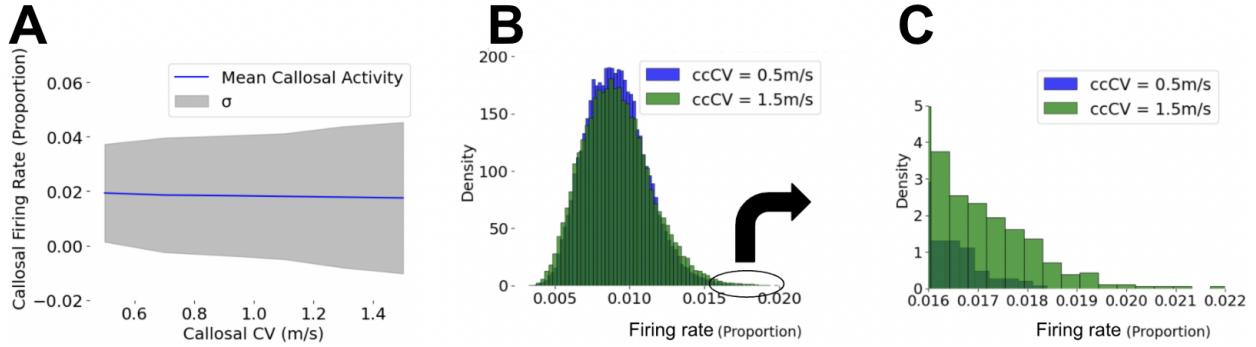 A
Callosal Firing Rate (Proportion)
0.06
0.04
0.02
0.00
−0.02
Mean Callosal Activity
σ
0.6 0.8 1.0 1.2 1.4
Callosal CV (m/s)
B
Density
200
150
100
50
0
ccCV = 0.5m/s
ccCV = 1.5m/s
0.005 0.010 0.015 0.020
Firing rate (Proportion)
C
Density
5
4
3
2
1
0
ccCV = 0.5m/s
ccCV = 1.5m/s
0.016 0.017 0.018 0.019 0.020 0.021 0.022
Firing rate (Proportion)